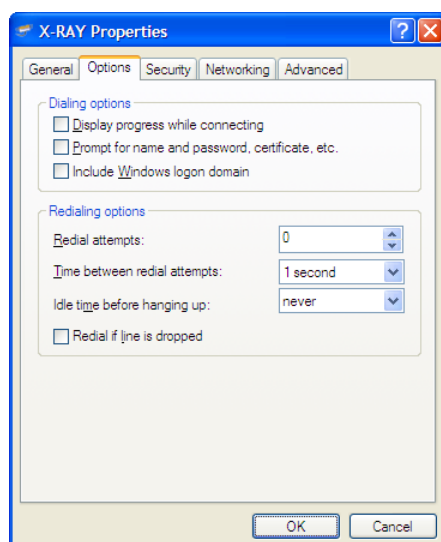 X-RAY Properties
General Options Security Networking Advanced
Dialing options
Display progress while connecting
Prompt for name and password, certificate, etc.
Include Windows logon domain
Redialing options
Redial attempts: 0
Time between redial attempts: 1 second
Idle time before hanging up: never
Redial if line is dropped
OK Cancel